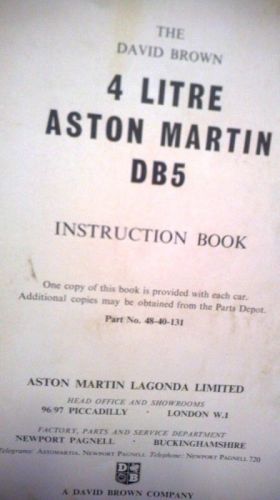 THE
DAVID BROWN
4 LITRE
ASTON MARTIN
DB5
INSTRUCTION BOOK
One copy of this book is provided with each car.
Additional copies may be obtained from the Parts Depot.
Part No. 48-40-131
ASTON MARTIN LAGONDA LIMITED
HEAD OFFICE AND SHOWROOMS
96/97 PICCADILLY · LONDON W.1
FACTORY, PARTS AND SERVICE DEPARTMENT
NEWPORT PAGNELL · BUCKINGHAMSHIRE
Telegrams: ASTOMARTIA, NEWPORT PAGNELL Telephone: NEWPORT PAGNELL 720
D B
A DAVID BROWN COMPANY